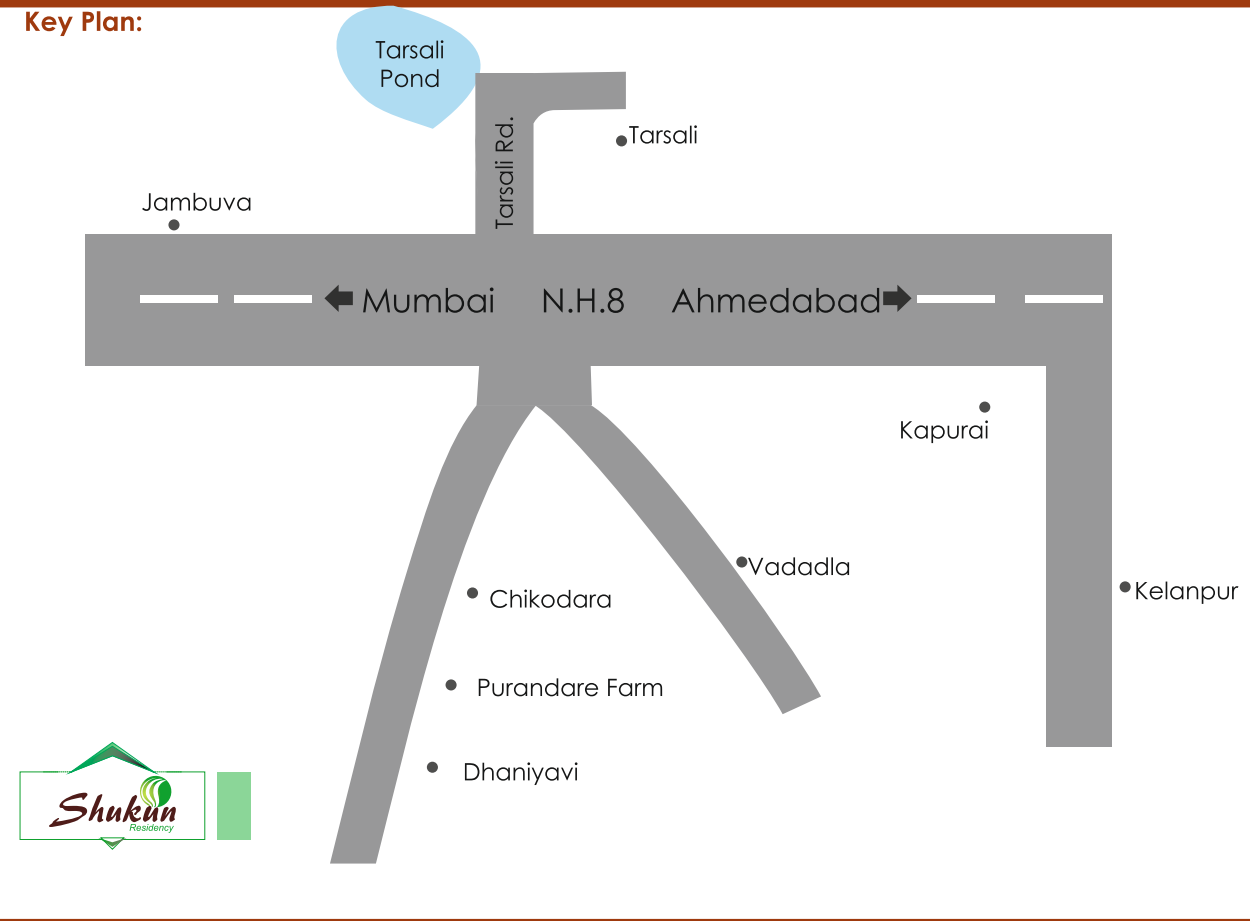 Key Plan:
Tarsali
Pond
Tarsali Rd.
Tarsali
Jambuva
Mumbai N.H.8 Ahmedabad
Kapurai
Vadadla
Kelanpur
Chikodara
Purandare Farm
Dhaniyavi
Shukun
Residency